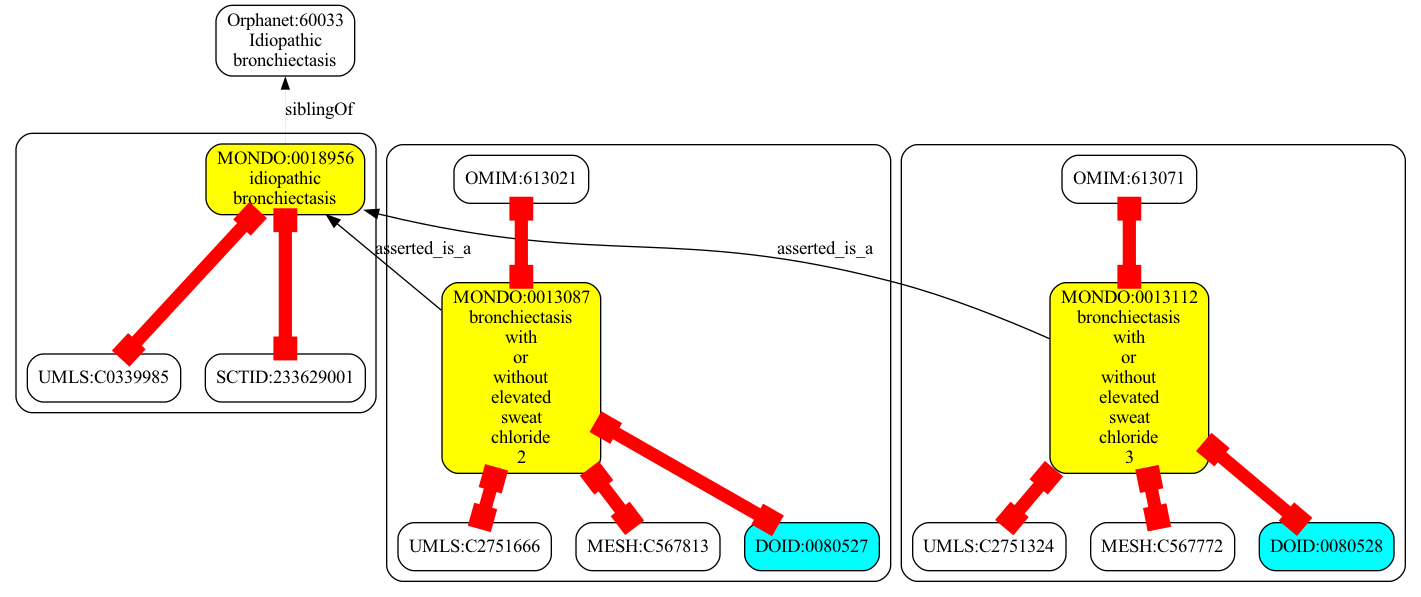 Orphanet:60033
Idiopathic
bronchiectasis
siblingOf
MONDO:0018956
idiopathic
bronchiectasis
UMLS:C0339985
SCTID:233629001
OMIM:613021
asserted_is_a
MONDO:0013087
bronchiectasis
with
or
without
elevated
sweat
chloride
2
UMLS:C2751666
MESH:C567813
DOID:0080527
OMIM:613071
asserted_is_a
MONDO:0013112
bronchiectasis
with
or
without
elevated
sweat
chloride
3
UMLS:C2751324
MESH:C567772
DOID:0080528